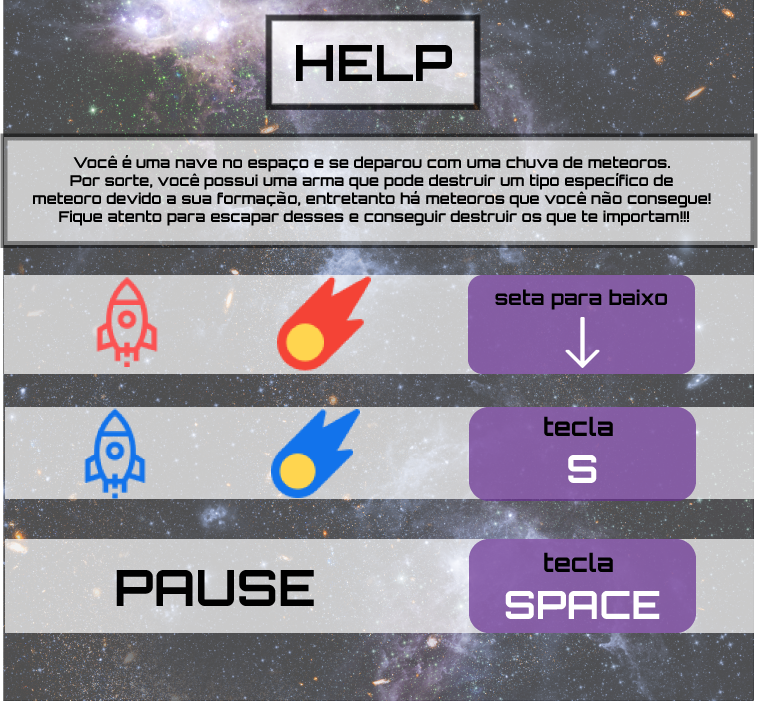 HELP
Você é uma nave no espaço e se deparou com uma chuva de meteoros.
Por sorte, você possui uma arma que pode destruir um tipo específico de
meteoro devido a sua formação, entretanto há meteoros que você não consegue!
Fique atento para escapar desses e conseguir destruir os que te importam!!!
seta para baixo
tecla
S
PAUSE
tecla
SPACE